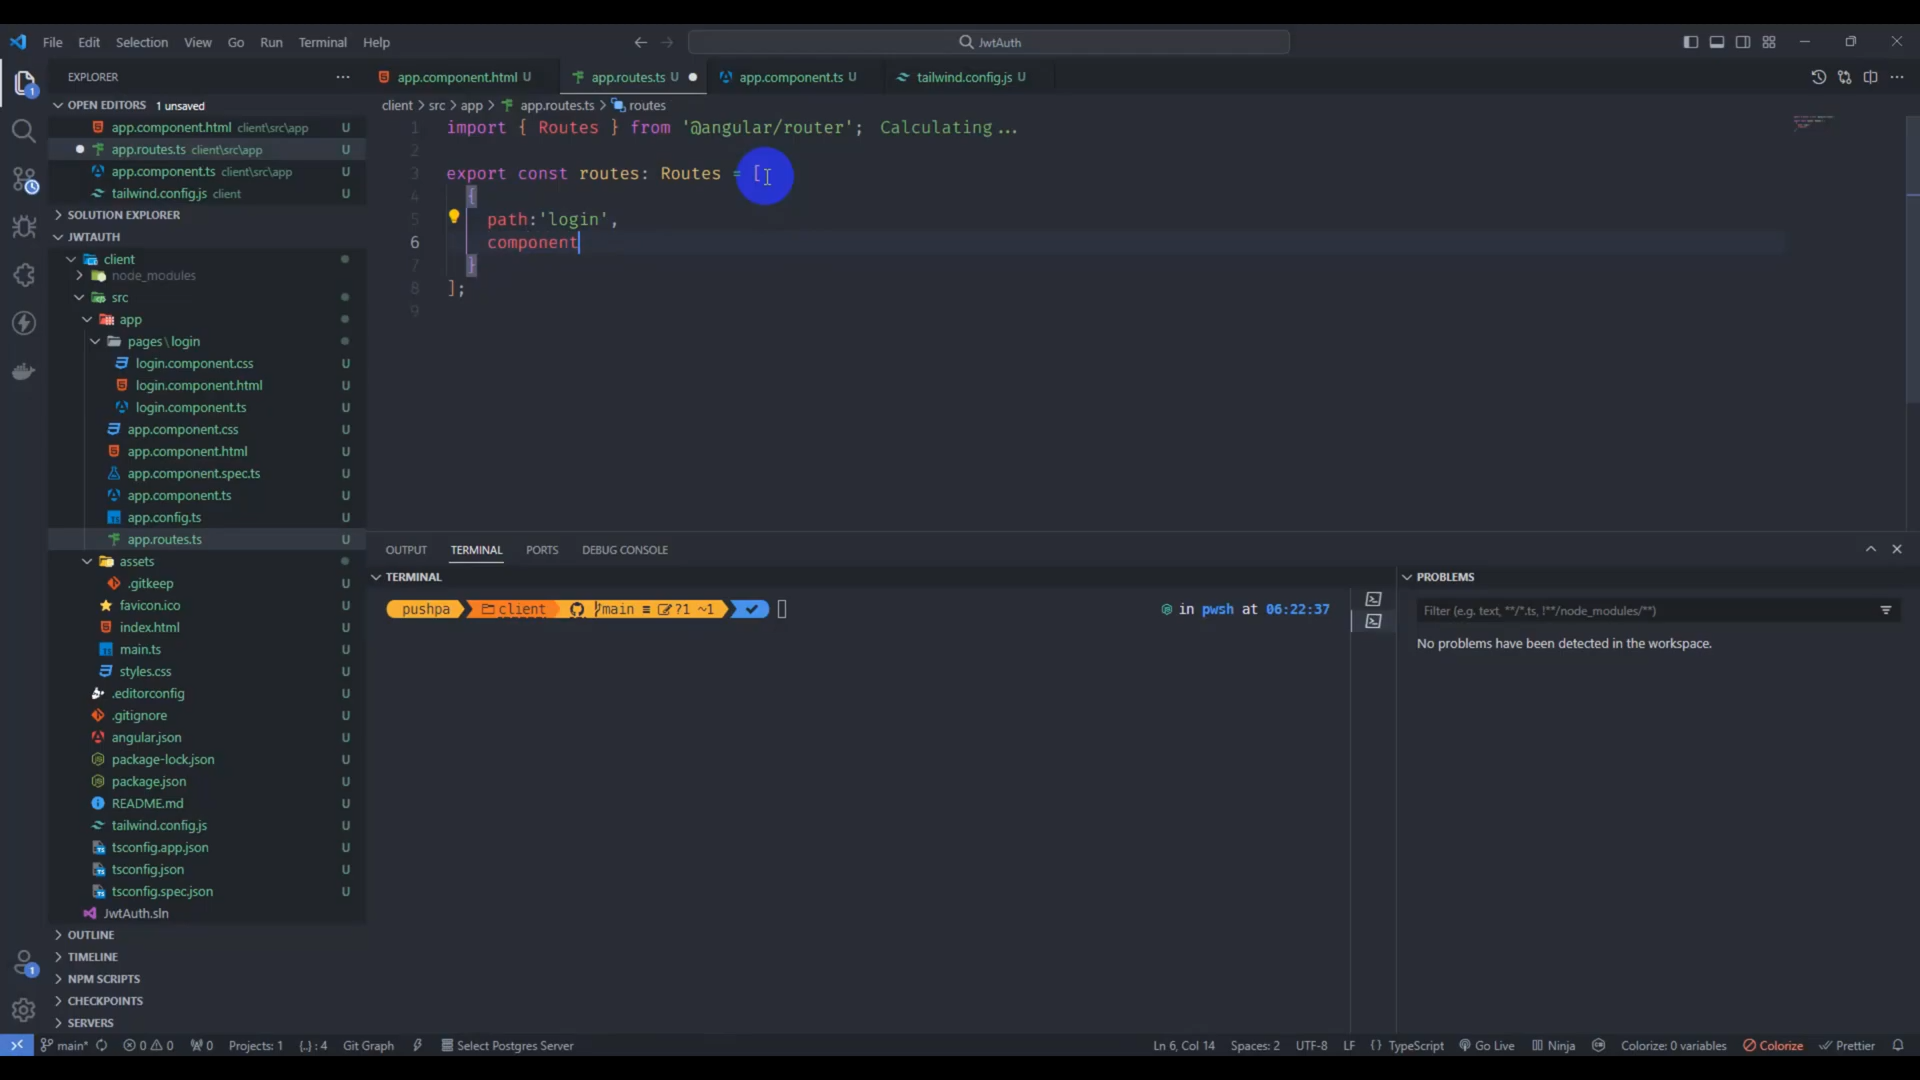 File Edit Selection View Go Run Terminal Help
JwtAuth
EXPLORER
OPEN EDITORS 1 unsaved
app.component.html client\src\app U
app.routes.ts client\src\app U
app.component.ts client\src\app U
tailwind.config.js client U
SOLUTION EXPLORER
JWTAUTH
client
node_modules
src
app
pages\login
login.component.css U
login.component.html U
login.component.ts U
app.component.css U
app.component.html U
app.component.spec.ts U
app.component.ts U
app.config.ts U
app.routes.ts U
assets
.gitkeep U
favicon.ico U
index.html U
main.ts U
styles.css U
.editorconfig U
.gitignore U
angular.json U
package-lock.json U
package.json U
README.md U
tailwind.config.js U
tsconfig.app.json U
tsconfig.json U
tsconfig.spec.json U
JwtAuth.sln
OUTLINE
TIMELINE
NPM SCRIPTS
CHECKPOINTS
SERVERS
app.component.html U app.routes.ts U app.component.ts U tailwind.config.js U
client > src > app > app.routes.ts > routes
1 import { Routes } from '@angular/router'; Calculating...
2
3 export const routes: Routes = [
4 {
5 path:'login',
6 component
7 }
8 ];
9
OUTPUT TERMINAL PORTS DEBUG CONSOLE
TERMINAL
pushpa client main ≡ ?1 ~1 in pwsh at 06:22:37
PROBLEMS
Filter (e.g. text, **/*.ts, !**/node_modules/**)
No problems have been detected in the workspace.
main* 0 0 0 Projects: 1 {..} : 4 Git Graph Select Postgres Server Ln 6, Col 14 Spaces: 2 UTF-8 LF { } TypeScript Go Live Ninja Colorize: 0 variables Colorize Prettier
1
1